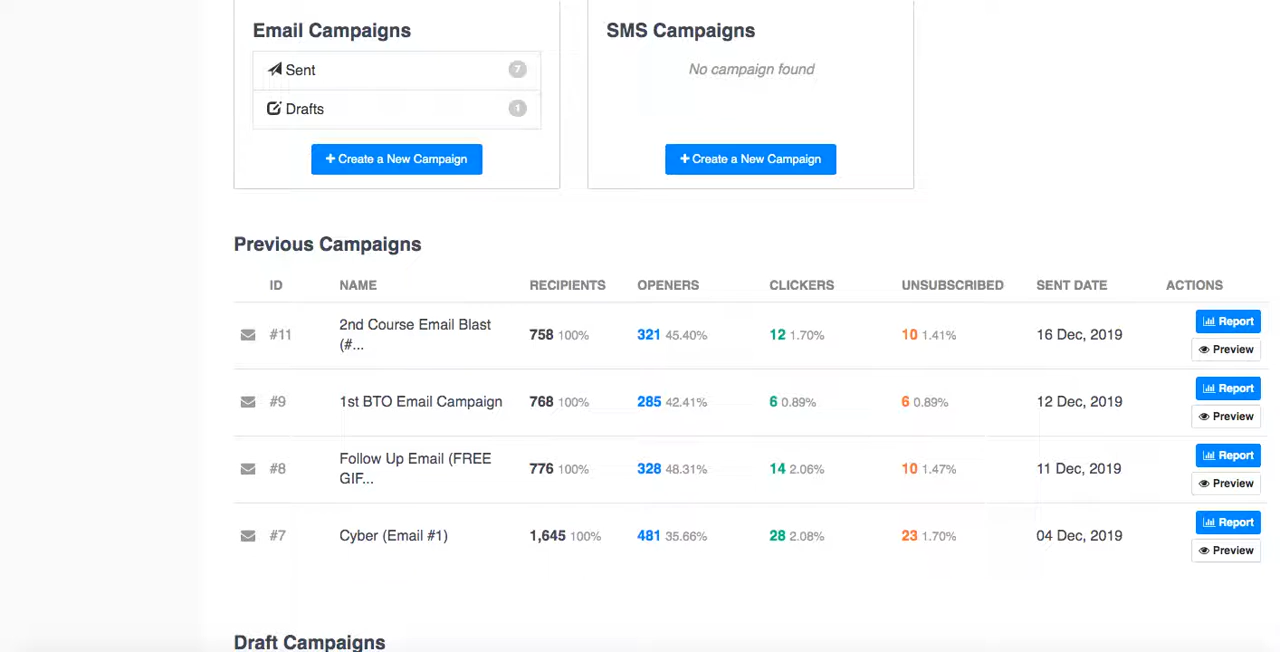 Email Campaigns
Sent 7
Drafts 1
+ Create a New Campaign
SMS Campaigns
No campaign found
+ Create a New Campaign
Previous Campaigns
ID NAME RECIPIENTS OPENERS CLICKERS UNSUBSCRIBED SENT DATE ACTIONS
#11 2nd Course Email Blast (#... 758 100% 321 45.40% 12 1.70% 10 1.41% 16 Dec, 2019 Report
Preview
#9 1st BTO Email Campaign 768 100% 285 42.41% 6 0.89% 6 0.89% 12 Dec, 2019 Report
Preview
#8 Follow Up Email (FREE GIF... 776 100% 328 48.31% 14 2.06% 10 1.47% 11 Dec, 2019 Report
Preview
#7 Cyber (Email #1) 1,645 100% 481 35.66% 28 2.08% 23 1.70% 04 Dec, 2019 Report
Preview
Draft Campaigns